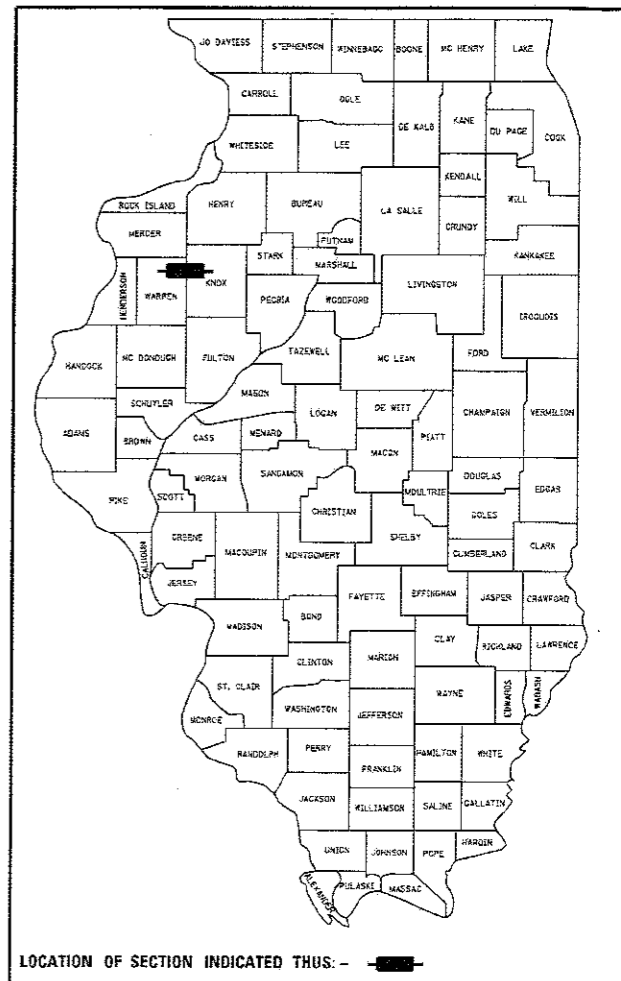 JO DAVIESS
STEPHENSON
WINNEBAGO
BOONE
MC HENRY
LAKE
CARROLL
OGLE
DE KALB
KANE
DU PAGE
COOK
WHITESIDE
LEE
KENDALL
ROCK ISLAND
HENRY
BUREAU
LA SALLE
GRUNDY
WILL
MERCER
PUTNAM
STARK
MARSHALL
KANKAKEE
HENDERSON
WARREN
KNOX
PEORIA
WOODFORD
LIVINGSTON
IROQUOIS
HANCOCK
MC DONOUGH
FULTON
TAZEWELL
MC LEAN
FORD
MASON
SCHUYLER
LOGAN
DE WITT
CHAMPAIGN
VERMILION
ADAMS
BROWN
CASS
MENARD
PIATT
MACON
MORGAN
SANGAMON
DOUGLAS
EDGAR
PIKE
SCOTT
CHRISTIAN
MOULTRIE
COLES
GREENE
SHELBY
CALHOUN
MACOUPIN
MONTGOMERY
CUMBERLAND
CLARK
JERSEY
FAYETTE
EFFINGHAM
JASPER
CRAWFORD
MADISON
BOND
CLAY
RICHLAND
LAWRENCE
CLINTON
MARION
ST. CLAIR
WAYNE
EDWARDS
WABASH
WASHINGTON
JEFFERSON
MONROE
RANDOLPH
PERRY
HAMILTON
WHITE
FRANKLIN
JACKSON
WILLIAMSON
SALINE
GALLATIN
UNION
JOHNSON
POPE
HARDIN
ALEXANDER
PULASKI
MASSAC
LOCATION OF SECTION INDICATED THUS: -